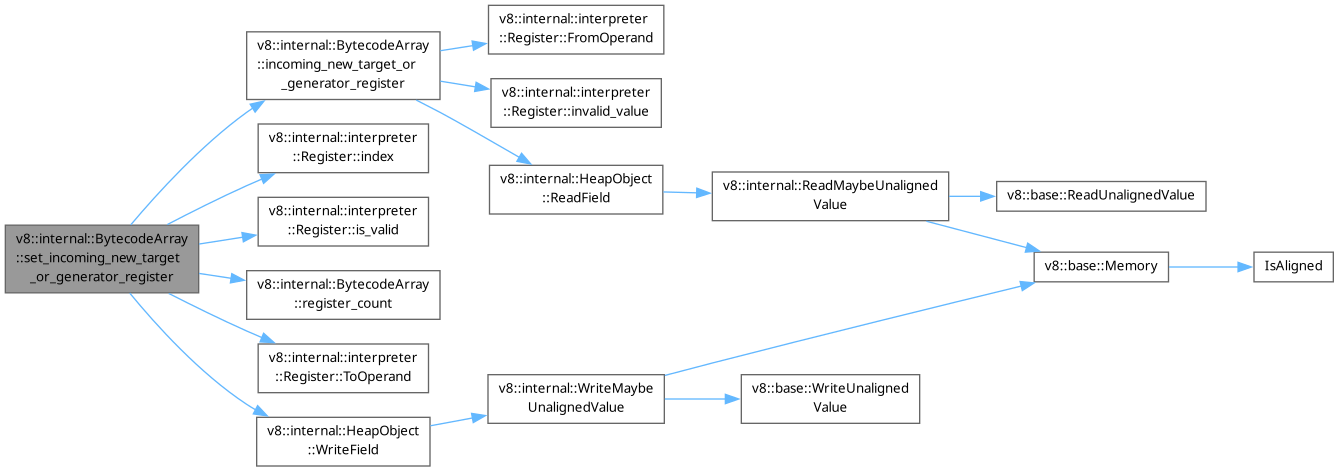 v8::internal::BytecodeArray
::set_incoming_new_target
_or_generator_register
v8::internal::BytecodeArray
::incoming_new_target_or
_generator_register
v8::internal::interpreter
::Register::FromOperand
v8::internal::interpreter
::Register::invalid_value
v8::internal::HeapObject
::ReadField
v8::internal::ReadMaybeUnaligned
Value
v8::base::ReadUnalignedValue
v8::base::Memory
IsAligned
v8::internal::interpreter
::Register::index
v8::internal::interpreter
::Register::is_valid
v8::internal::BytecodeArray
::register_count
v8::internal::interpreter
::Register::ToOperand
v8::internal::HeapObject
::WriteField
v8::internal::WriteMaybe
UnalignedValue
v8::base::WriteUnaligned
Value